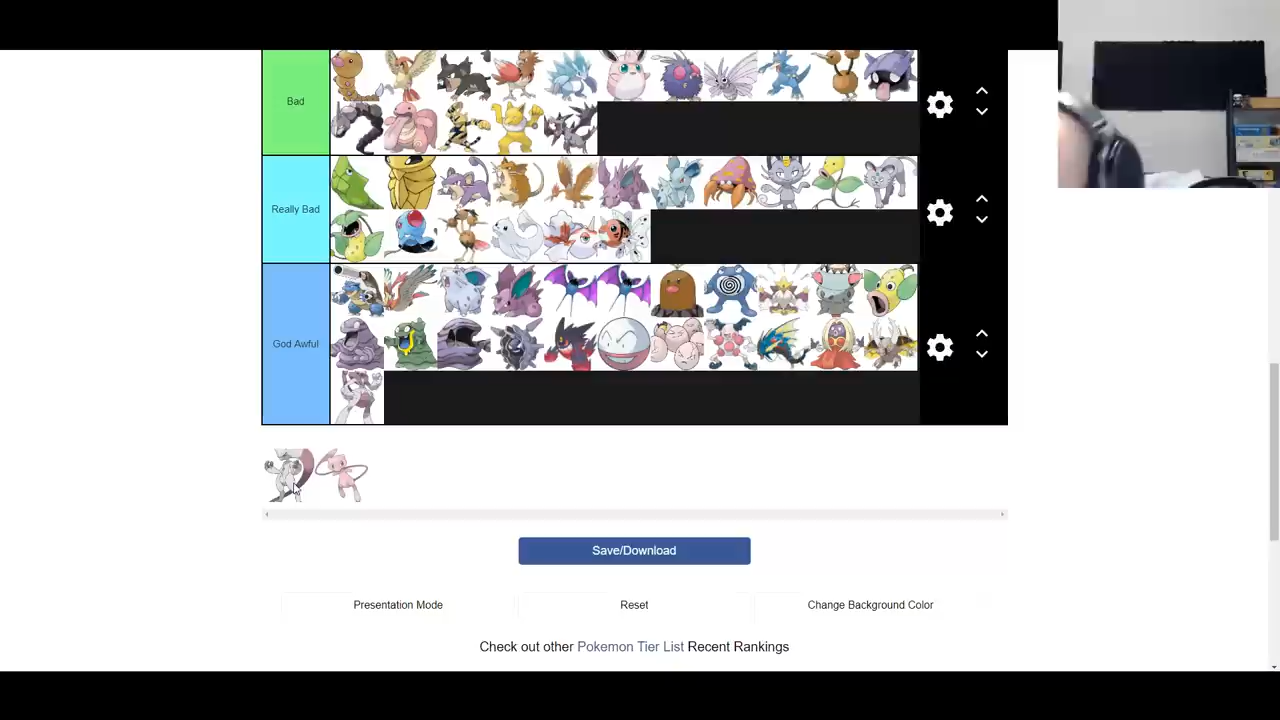 Bad
Really Bad
God Awful
Save/Download
Presentation Mode
Reset
Change Background Color
Check out other Pokemon Tier List Recent Rankings